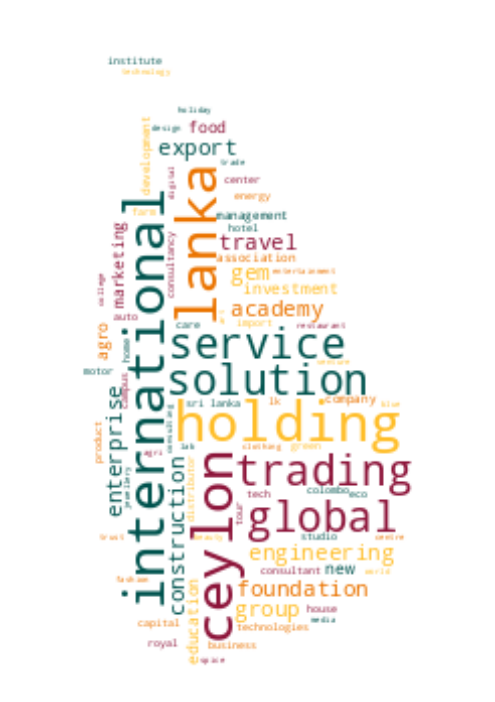 institute
technology
holiday
design
food
development
export
trade
digital
center
lanka
energy
international
farm
management
hotel
marketing
travel
consultancy
association
gem
entertainment
college
investment
academy
auto
care
import
restaurant
agro
service
home
venture
motor
solution
campus
enterprise
company
sri lanka
lk
blue
holding
consulting
product
lab
clothing
green
agri
ceylon
trading
construction
distributor
jewellery
tech
colombo
eco
global
tour
trust
beauty
studio
centre
engineering
consultant
new
world
fashion
foundation
education
group
house
capital
media
technologies
royal
business
spice